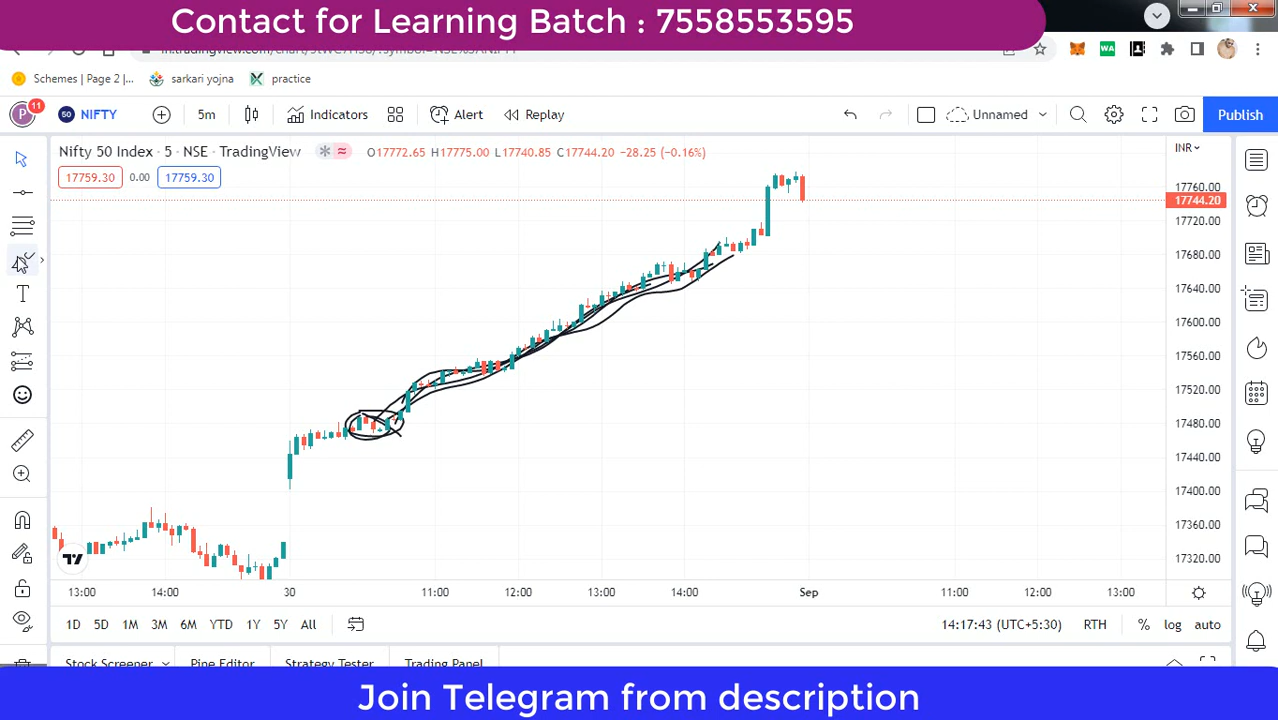 Contact for Learning Batch : 7558553595
Schemes | Page 2 |...
sarkari yojna
practice
P
11
50
NIFTY
5m
Indicators
Alert
Replay
Unnamed
Publish
Nifty 50 Index · 5 · NSE · TradingView
O17772.65 H17775.00 L17740.85 C17744.20 −28.25 (−0.16%)
INR
17759.30
0.00
17759.30
17760.00
17744.20
17720.00
17680.00
17640.00
17600.00
17560.00
17520.00
17480.00
17440.00
17400.00
17360.00
17320.00
13:00
14:00
30
11:00
12:00
13:00
14:00
Sep
11:00
12:00
13:00
1D
5D
1M
3M
6M
YTD
1Y
5Y
All
14:17:43 (UTC+5:30)
RTH
%
log
auto
Stock Screener
Pine Editor
Strategy Tester
Trading Panel
Join Telegram from description